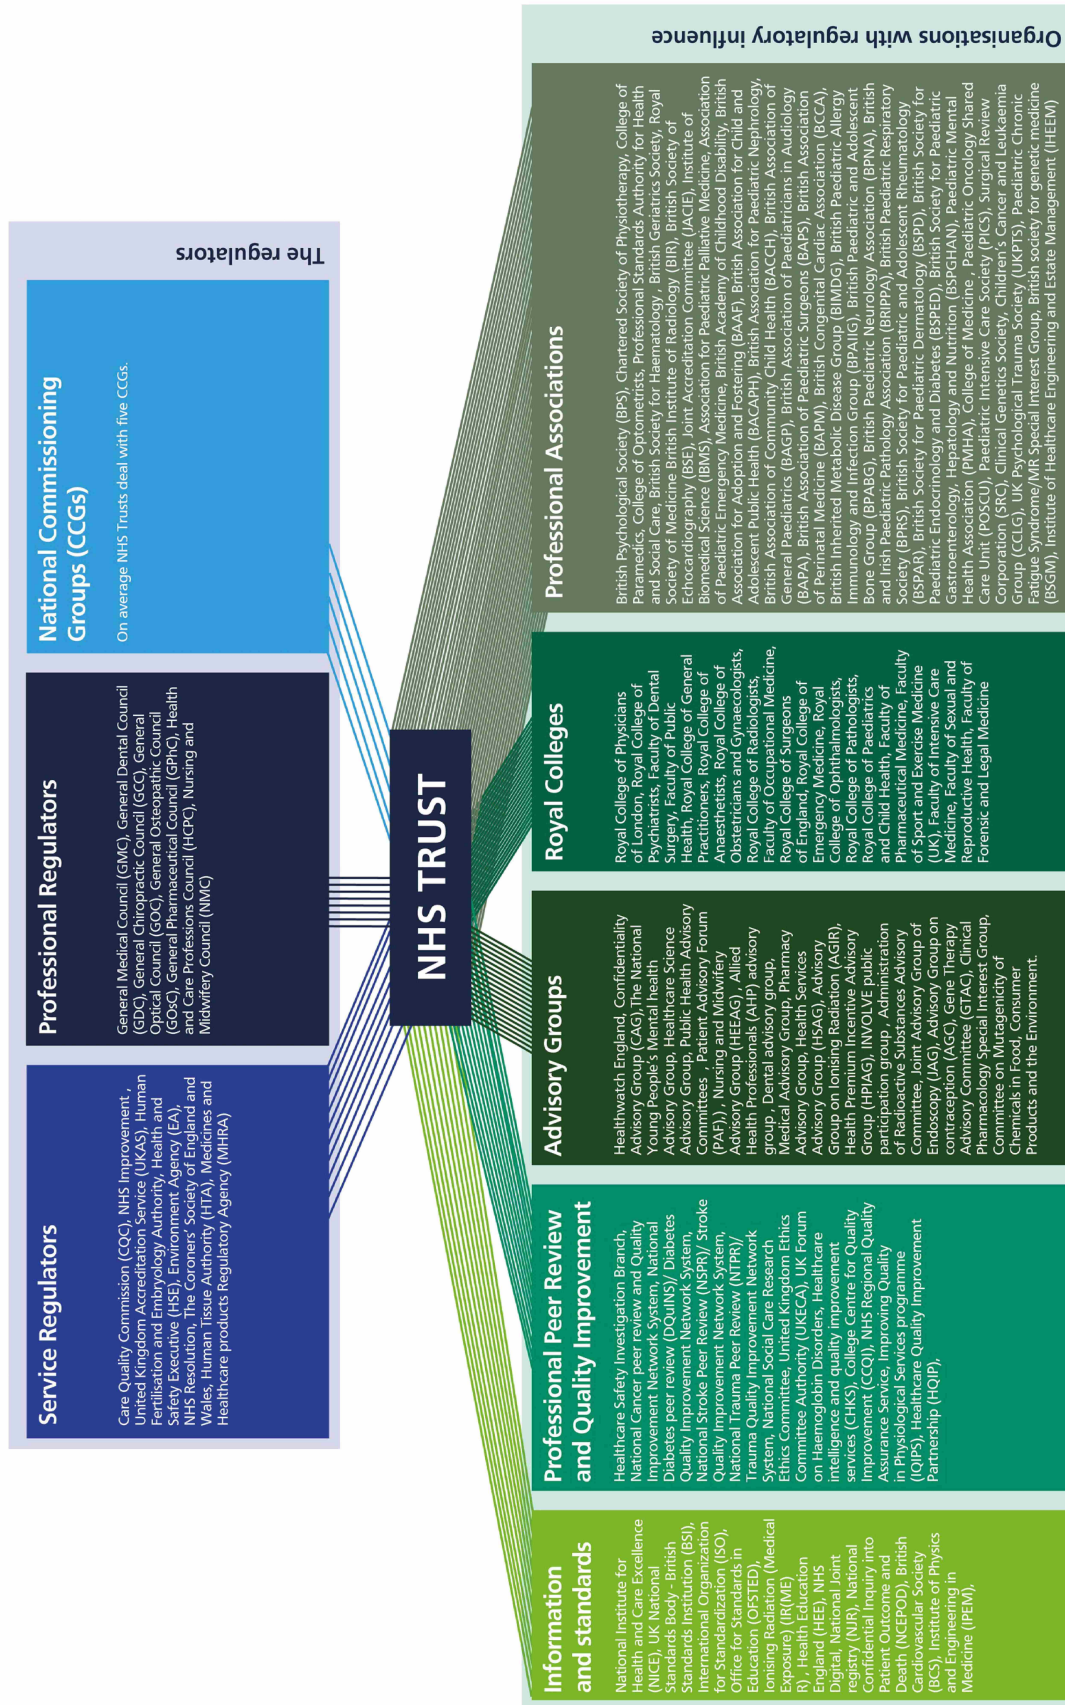 The regulators
Service Regulators
Care Quality Commission (CQC), NHS Improvement ,
United Kingdom Accreditation Service (UKAS), Human
Fertilisation and Embryology Authority, Health and
Safety Executive (HSE), Environment Agency (EA),
NHS Resolution, The Coroners' Society of England and
Wales, Human Tissue Authority (HTA), Medicines and
Healthcare products Regulatory Agency (MHRA)
Professional Regulators
General Medical Council (GMC), General Dental Council
(GDC), General Chiropractic Council (GCC), General
Optical Council (GOC), General Osteopathic Council
(GOsC), General Pharmaceutical Council (GPhC), Health
and Care Professions Council (HCPC), Nursing and
Midwifery Council (NMC)
National Commissioning
Groups (CCGs)
On average NHS Trusts deal with five CCGs.
NHS TRUST
Information
and standards
National Institute for
Health and Care Excellence
(NICE), UK National
Standards Body - British
Standards Institution (BSI),
International Organization
for Standardization (ISO),
Office for Standards in
Education (OFSTED),
Ionising Radiation (Medical
Exposure) (IR(ME)
R) , Health Education
England (HEE), NHS
Digital, National Joint
registry (NJR), National
Confidential Inquiry into
Patient Outcome and
Death (NCEPOD), British
Cardiovascular Society
(BCS), Institute of Physics
and Engineering in
Medicine (IPEM),
Professional Peer Review
and Quality Improvement
Healthcare Safety Investigation Branch,
National Cancer peer review and Quality
Improvement Network System, National
Diabetes peer review (DQuINS)/ Diabetes
Quality Improvement Network System,
National Stroke Peer Review (NSPR)/ Stroke
Quality Improvement Network System,
National Trauma Peer Review (NTPR)/
Trauma Quality Improvement Network
System, National Social Care Research
Ethics Committee, United Kingdom Ethics
Committee Authority (UKECA), UK Forum
on Haemoglobin Disorders, Healthcare
intelligence and quality improvement
services (CHKS), College Centre for Quality
Improvement (CCQI), NHS Regional Quality
Assurance Service, Improving Quality
in Physiological Services programme
(IQIPS), Healthcare Quality Improvement
Partnership (HQIP),
Advisory Groups
Healthwatch England, Confidentiality
Advisory Group (CAG),The National
Young People's Mental health
Advisory Group, Healthcare Science
Advisory Group, Public Health Advisory
Committees , Patient Advisory Forum
(PAF), , Nursing and Midwifery
Advisory Group (HEEAG) , Allied
Health Professionals (AHP) advisory
group , Dental advisory group,
Medical Advisory Group, Pharmacy
Advisory Group, Health Services
Advisory Group (HSAG), Advisory
Group on Ionising Radiation (AGIR),
Health Premium Incentive Advisory
Group (HPIAG), INVOLVE public
participation group , Administration
of Radioactive Substances Advisory
Committee, Joint Advisory Group of
Endoscopy (JAG), Advisory Group on
contraception (AGC), Gene Therapy
Advisory Committee (GTAC), Clinical
Pharmacology Special Interest Group,
Committee on Mutagenicity of
Chemicals in Food, Consumer
Products and the Environment.
Royal Colleges
Royal College of Physicians
of London, Royal College of
Psychiatrists, Faculty of Dental
Surgery, Faculty of Public
Health, Royal College of General
Practitioners, Royal College of
Anaesthetists, Royal College of
Obstetricians and Gynaecologists,
Royal College of Radiologists,
Faculty of Occupational Medicine,
Royal College of Surgeons
of England, Royal College of
Emergency Medicine, Royal
College of Ophthalmologists,
Royal College of Pathologists,
Royal College of Paediatrics
and Child Health, Faculty of
Pharmaceutical Medicine, Faculty
of Sport and Exercise Medicine
(UK), Faculty of Intensive Care
Medicine, Faculty of Sexual and
Reproductive Health, Faculty of
Forensic and Legal Medicine
Professional Associations
British Psychological Society (BPS), Chartered Society of Physiotherapy, College of
Paramedics, College of Optometrists, Professional Standards Authority for Health
and Social Care, British Society for Haematology , British Geriatrics Society, Royal
Society of Medicine British Institute of Radiology (BIR), British Society of
Echocardiography (BSE), Joint Accreditation Committee (JACIE), Institute of
Biomedical Science (IBMS), Association for Paediatric Palliative Medicine, Association
of Paediatric Emergency Medicine, British Academy of Childhood Disability, British
Association for Adoption and Fostering (BAAF), British Association for Child and
Adolescent Public Health (BACAPH), British Association for Paediatric Nephrology,
British Association of Community Child Health (BACCH), British Association of
General Paediatrics (BAGP), British Association of Paediatricians in Audiology
(BAPA), British Association of Paediatric Surgeons (BAPS), British Association
of Perinatal Medicine (BAPM), British Congenital Cardiac Association (BCCA),
British Inherited Metabolic Disease Group (BIMDG), British Paediatric Allergy
Immunology and Infection Group (BPAIIG), British Paediatric and Adolescent
Bone Group (BPABG), British Paediatric Neurology Association (BPNA), British
and Irish Paediatric Pathology Association (BRIPPA), British Paediatric Respiratory
Society (BPRS), British Society for Paediatric and Adolescent Rheumatology
(BSPAR), British Society for Paediatric Dermatology (BSPD), British Society for
Paediatric Endocrinology and Diabetes (BSPED), British Society for Paediatric
Gastroenterology, Hepatology and Nutrition (BSPGHAN), Paediatric Mental
Health Association (PMHA), College of Medicine , Paediatric Oncology Shared
Care Unit (POSCU), Paediatric Intensive Care Society (PICS), Surgical Review
Corporation (SRC), Clinical Genetics Society, Children's Cancer and Leukaemia
Group (CCLG), UK Psychological Trauma Society (UKPTS), Paediatric Chronic
Fatigue Syndrome/MR Special Interest Group, British society for genetic medicine
(BSGM), Institute of Healthcare Engineering and Estate Management (IHEEM)
Organisations with regulatory influence